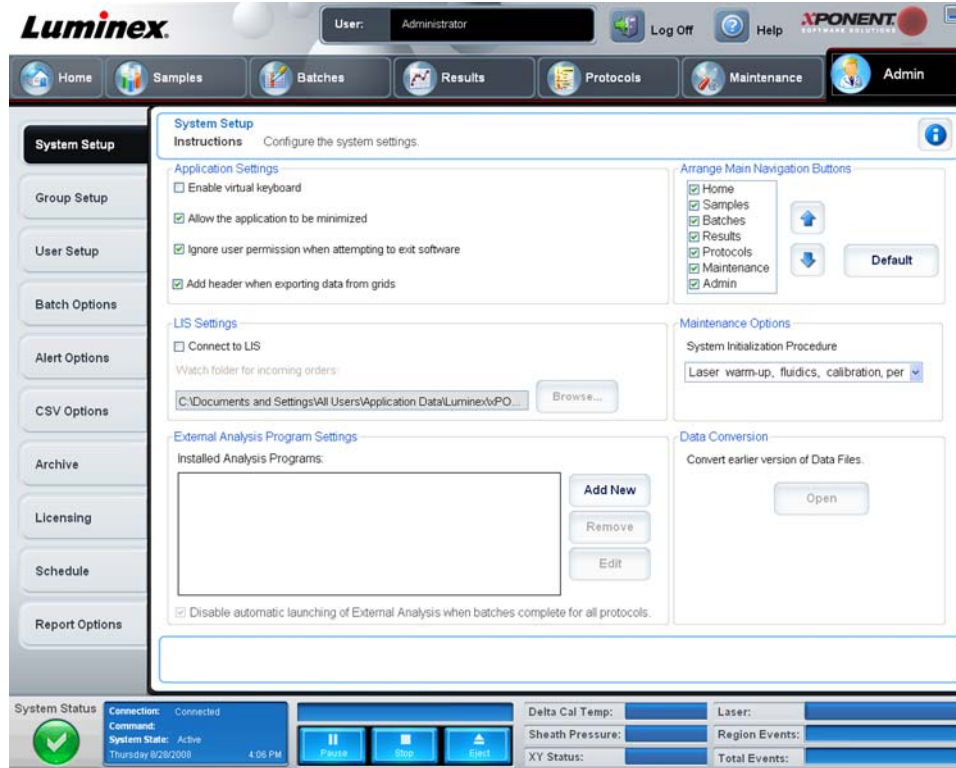 Luminex.
User: Administrator
Log Off
Help
XPONENT.
SOFTWARE SOLUTIONS
Home
Samples
Batches
Results
Protocols
Maintenance
Admin
System Setup
Group Setup
User Setup
Batch Options
Alert Options
CSV Options
Archive
Licensing
Schedule
Report Options
System Setup
Instructions Configure the system settings.
Application Settings
Enable virtual keyboard
Allow the application to be minimized
Ignore user permission when attempting to exit software
Add header when exporting data from grids
Arrange Main Navigation Buttons
Home
Samples
Batches
Results
Protocols
Maintenance
Admin
Default
LIS Settings
Connect to LIS
Watch folder for incoming orders:
C:\Documents and Settings\All Users\Application Data\Luminex\xPO...
Browse...
Maintenance Options
System Initialization Procedure
Laser warm-up, fluidics, calibration, per
External Analysis Program Settings
Installed Analysis Programs:
Add New
Remove
Edit
Disable automatic launching of External Analysis when batches complete for all protocols.
Data Conversion
Convert earlier version of Data Files.
Open
System Status
Connection: Connected
Command:
System State: Active
Thursday 8/28/2008 4:06 PM
Pause
Stop
Eject
Delta Cal Temp:
Sheath Pressure:
XY Status:
Laser:
Region Events:
Total Events: